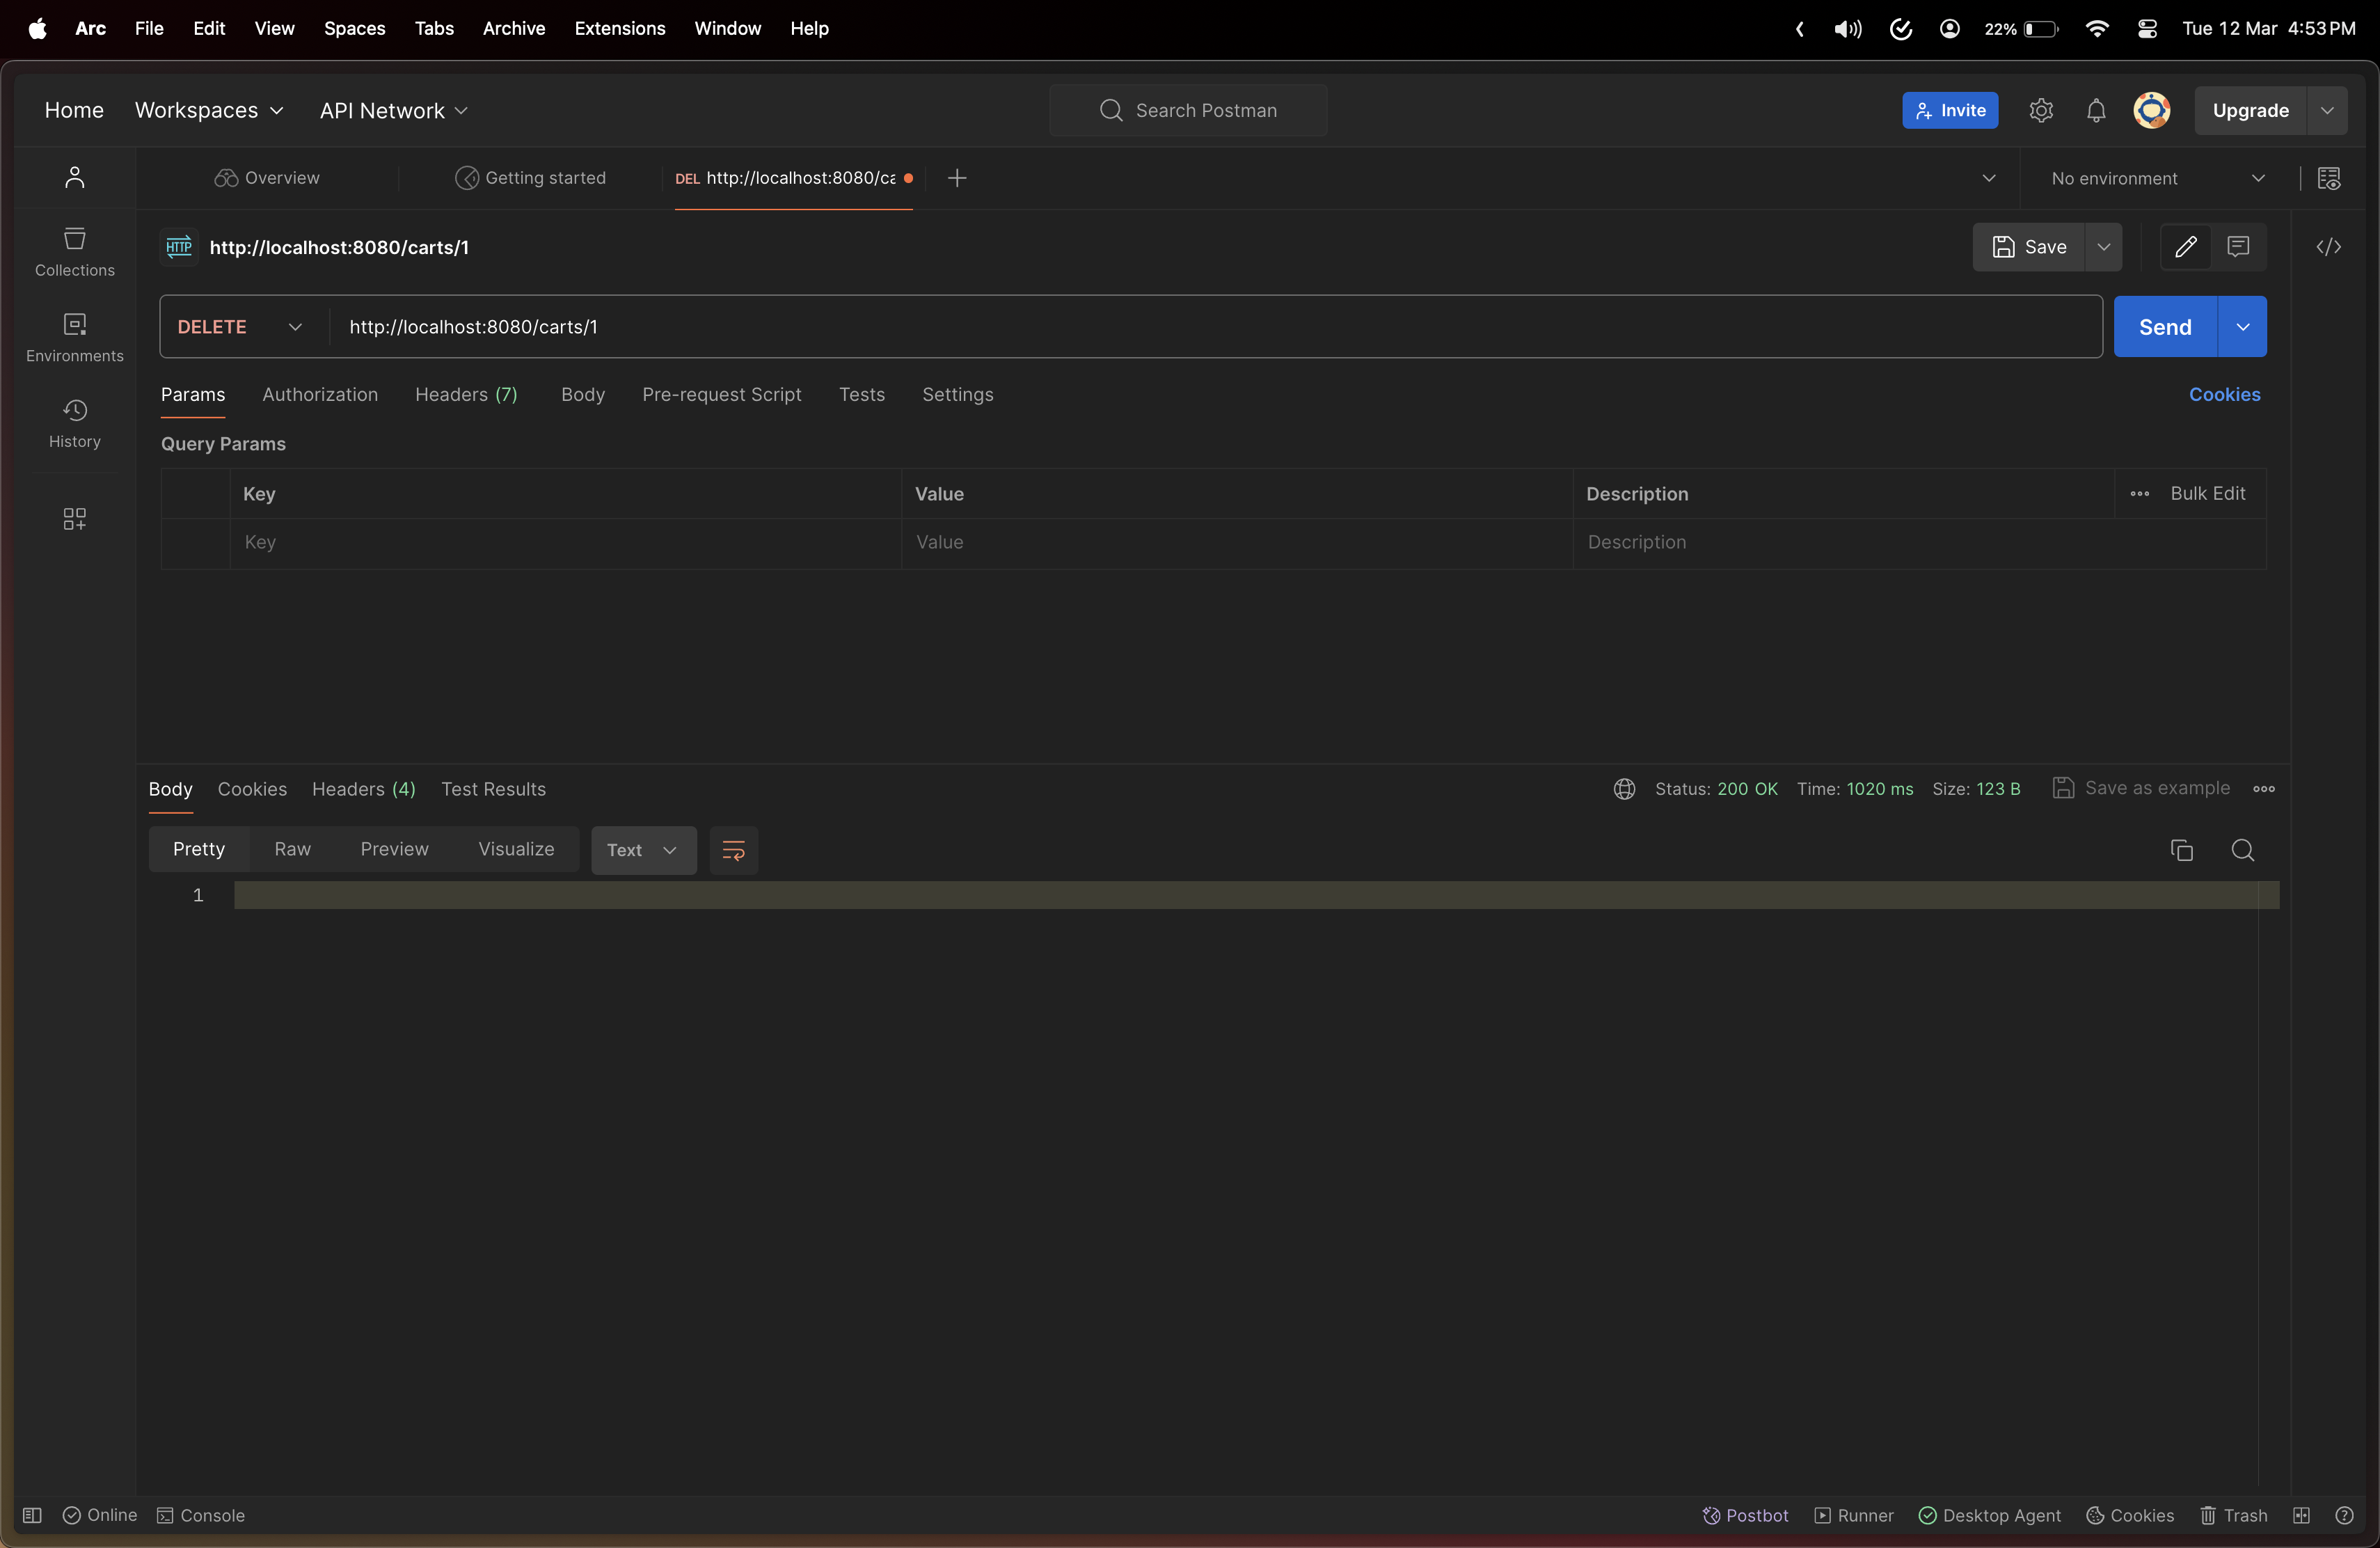 Arc File Edit View Spaces Tabs Archive Extensions Window Help 22% Tue 12 Mar 4:53 PM
Home Workspaces API Network Search Postman Invite Upgrade
Overview Getting started DEL http://localhost:8080/ca No environment
HTTP http://localhost:8080/carts/1 Save
Collections
DELETE http://localhost:8080/carts/1 Send
Environments
Params Authorization Headers (7) Body Pre-request Script Tests Settings Cookies
History
Query Params
Key Value Description Bulk Edit
Key Value Description
Body Cookies Headers (4) Test Results Status: 200 OK Time: 1020 ms Size: 123 B Save as example
Pretty Raw Preview Visualize Text
1
Online Console Postbot Runner Desktop Agent Cookies Trash